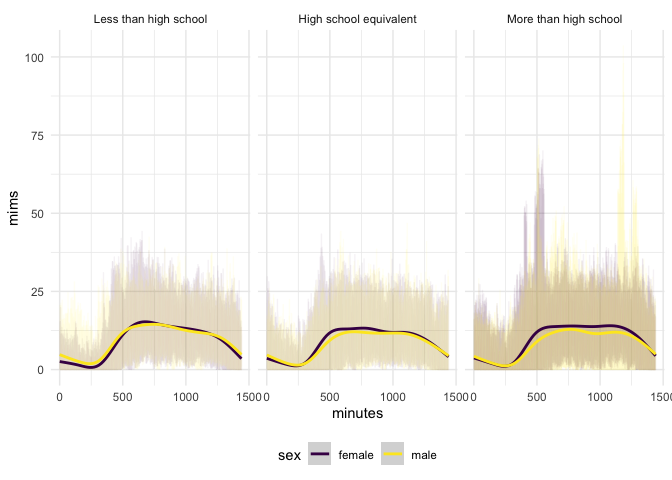 Less than high school
High school equivalent
More than high school
100
75
50
25
0
mims
0 500 1000 1500
0 500 1000 1500
0 500 1000 1500
minutes
sex female male